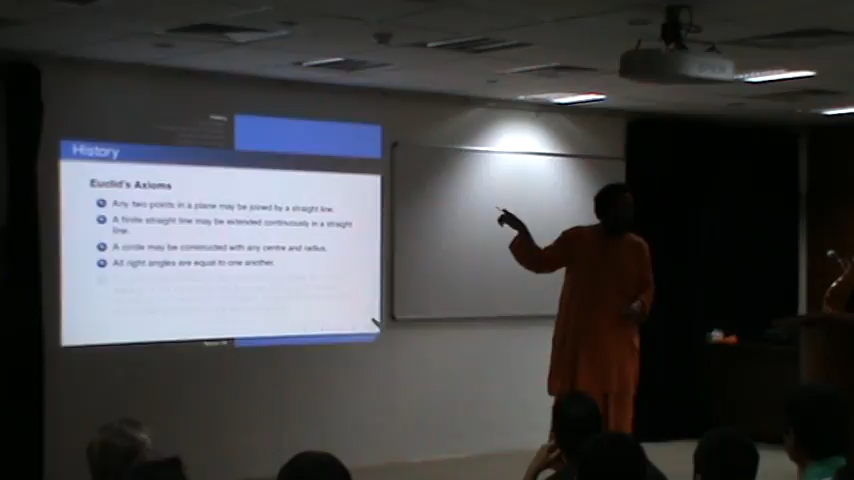 History
Euclid's Axioms
Any two points in a plane may be joined by a straight line.
A finite straight line may be extended continuously in a straight
line.
A circle may be constructed with any centre and radius.
All right angles are equal to one another.